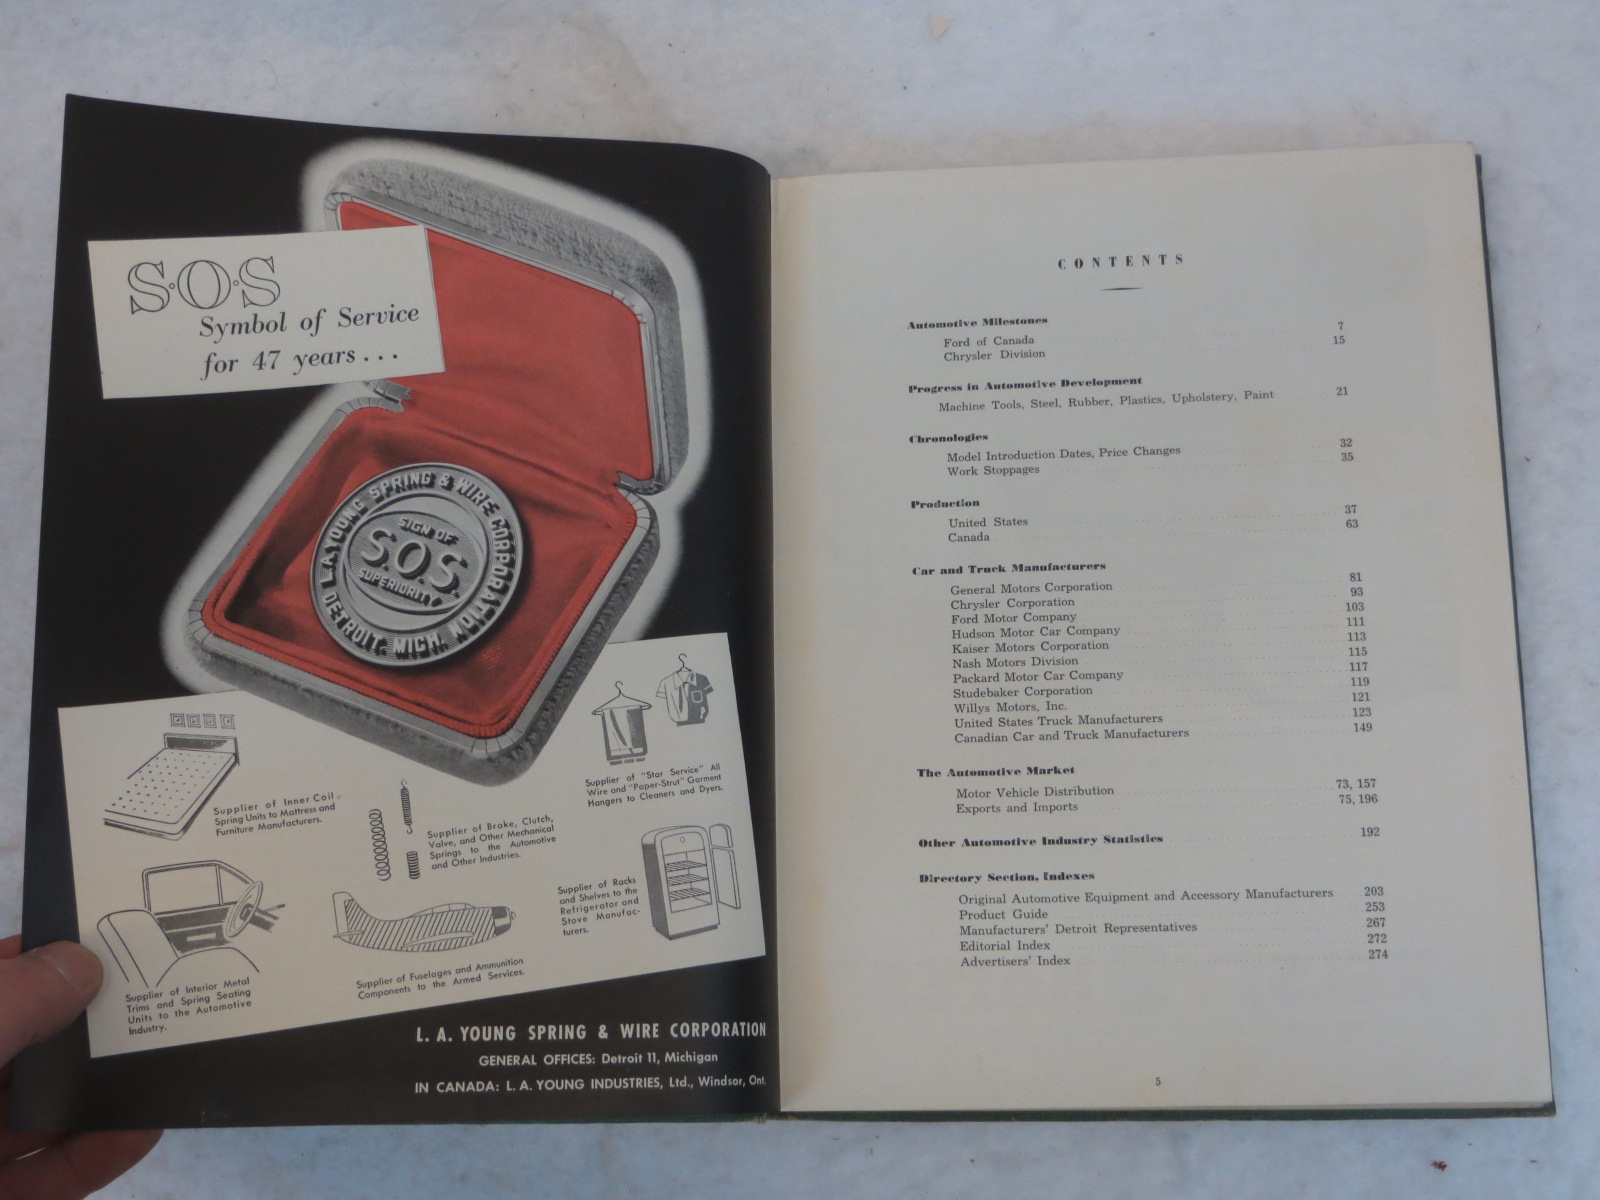 S·O·S
Symbol of Service
for 47 years...
L. A. YOUNG SPRING & WIRE CORPORATION
DETROIT, MICH.
SIGN OF
S.O.S.
SUPERIORITY
Supplier of "Star Service" All
Wire and "Paper-Strut" Garment
Hangers to Cleaners and Dyers.
Supplier of Inner Coil
Spring Units to Mattress and
Furniture Manufacturers.
Supplier of Brake, Clutch,
Valve, and Other Mechanical
Springs to the Automotive
and Other Industries.
Supplier of Racks
and Shelves to the
Refrigerator and
Stove Manufac-
turers.
Supplier of Interior Metal
Trims and Spring Seating
Units to the Automotive
Industry.
Supplier of Fuselages and Ammunition
Components to the Armed Services.
L. A. YOUNG SPRING & WIRE CORPORATION
GENERAL OFFICES: Detroit 11, Michigan
IN CANADA: L. A. YOUNG INDUSTRIES, Ltd., Windsor, Ont.
CONTENTS
Automotive Milestones
Ford of Canada 7
Chrysler Division 15
Progress in Automotive Development
Machine Tools, Steel, Rubber, Plastics, Upholstery, Paint 21
Chronologies
Model Introduction Dates, Price Changes 32
Work Stoppages 35
Production
United States 37
Canada 63
Car and Truck Manufacturers
General Motors Corporation 81
Chrysler Corporation 93
Ford Motor Company 103
Hudson Motor Car Company 111
Kaiser Motors Corporation 113
Nash Motors Division 115
Packard Motor Car Company 117
Studebaker Corporation 119
Willys Motors, Inc. 121
United States Truck Manufacturers 123
Canadian Car and Truck Manufacturers 149
The Automotive Market
Motor Vehicle Distribution 73, 157
Exports and Imports 75, 196
Other Automotive Industry Statistics 192
Directory Section, Indexes
Original Automotive Equipment and Accessory Manufacturers 203
Product Guide 253
Manufacturers' Detroit Representatives 267
Editorial Index 272
Advertisers' Index 274
5